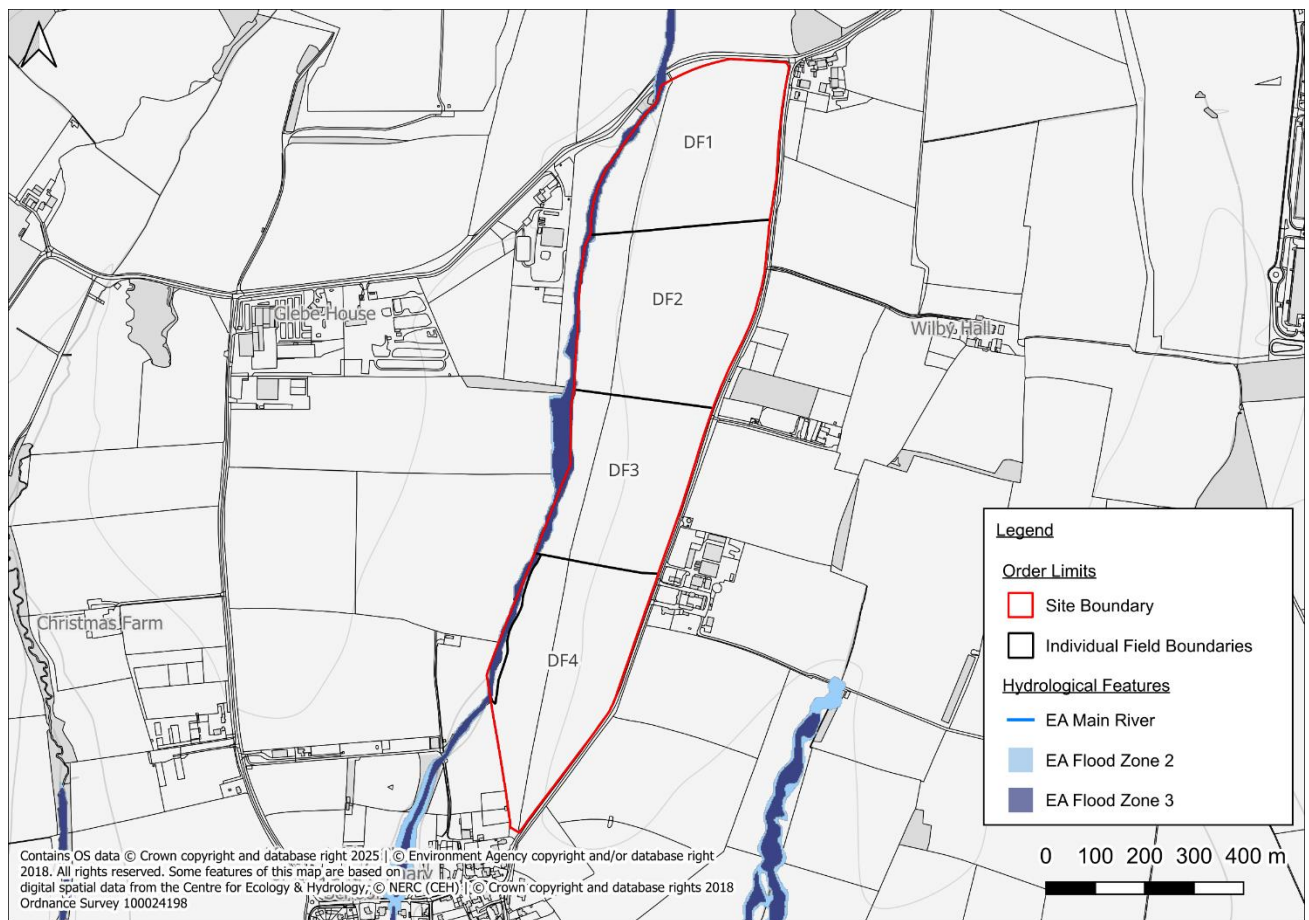 DF1
DF2
Glebe House
Wilby Hall
DF3
Christmas Farm
DF4
Legend
Order Limits
Site Boundary
Individual Field Boundaries
Hydrological Features
EA Main River
EA Flood Zone 2
EA Flood Zone 3
0 100 200 300 400 m
Contains OS data © Crown copyright and database right 2025 | © Environment Agency copyright and/or database right
2018. All rights reserved. Some features of this map are based on
digital spatial data from the Centre for Ecology & Hydrology, © NERC (CEH) | © Crown copyright and database rights 2018
Ordnance Survey 100024198